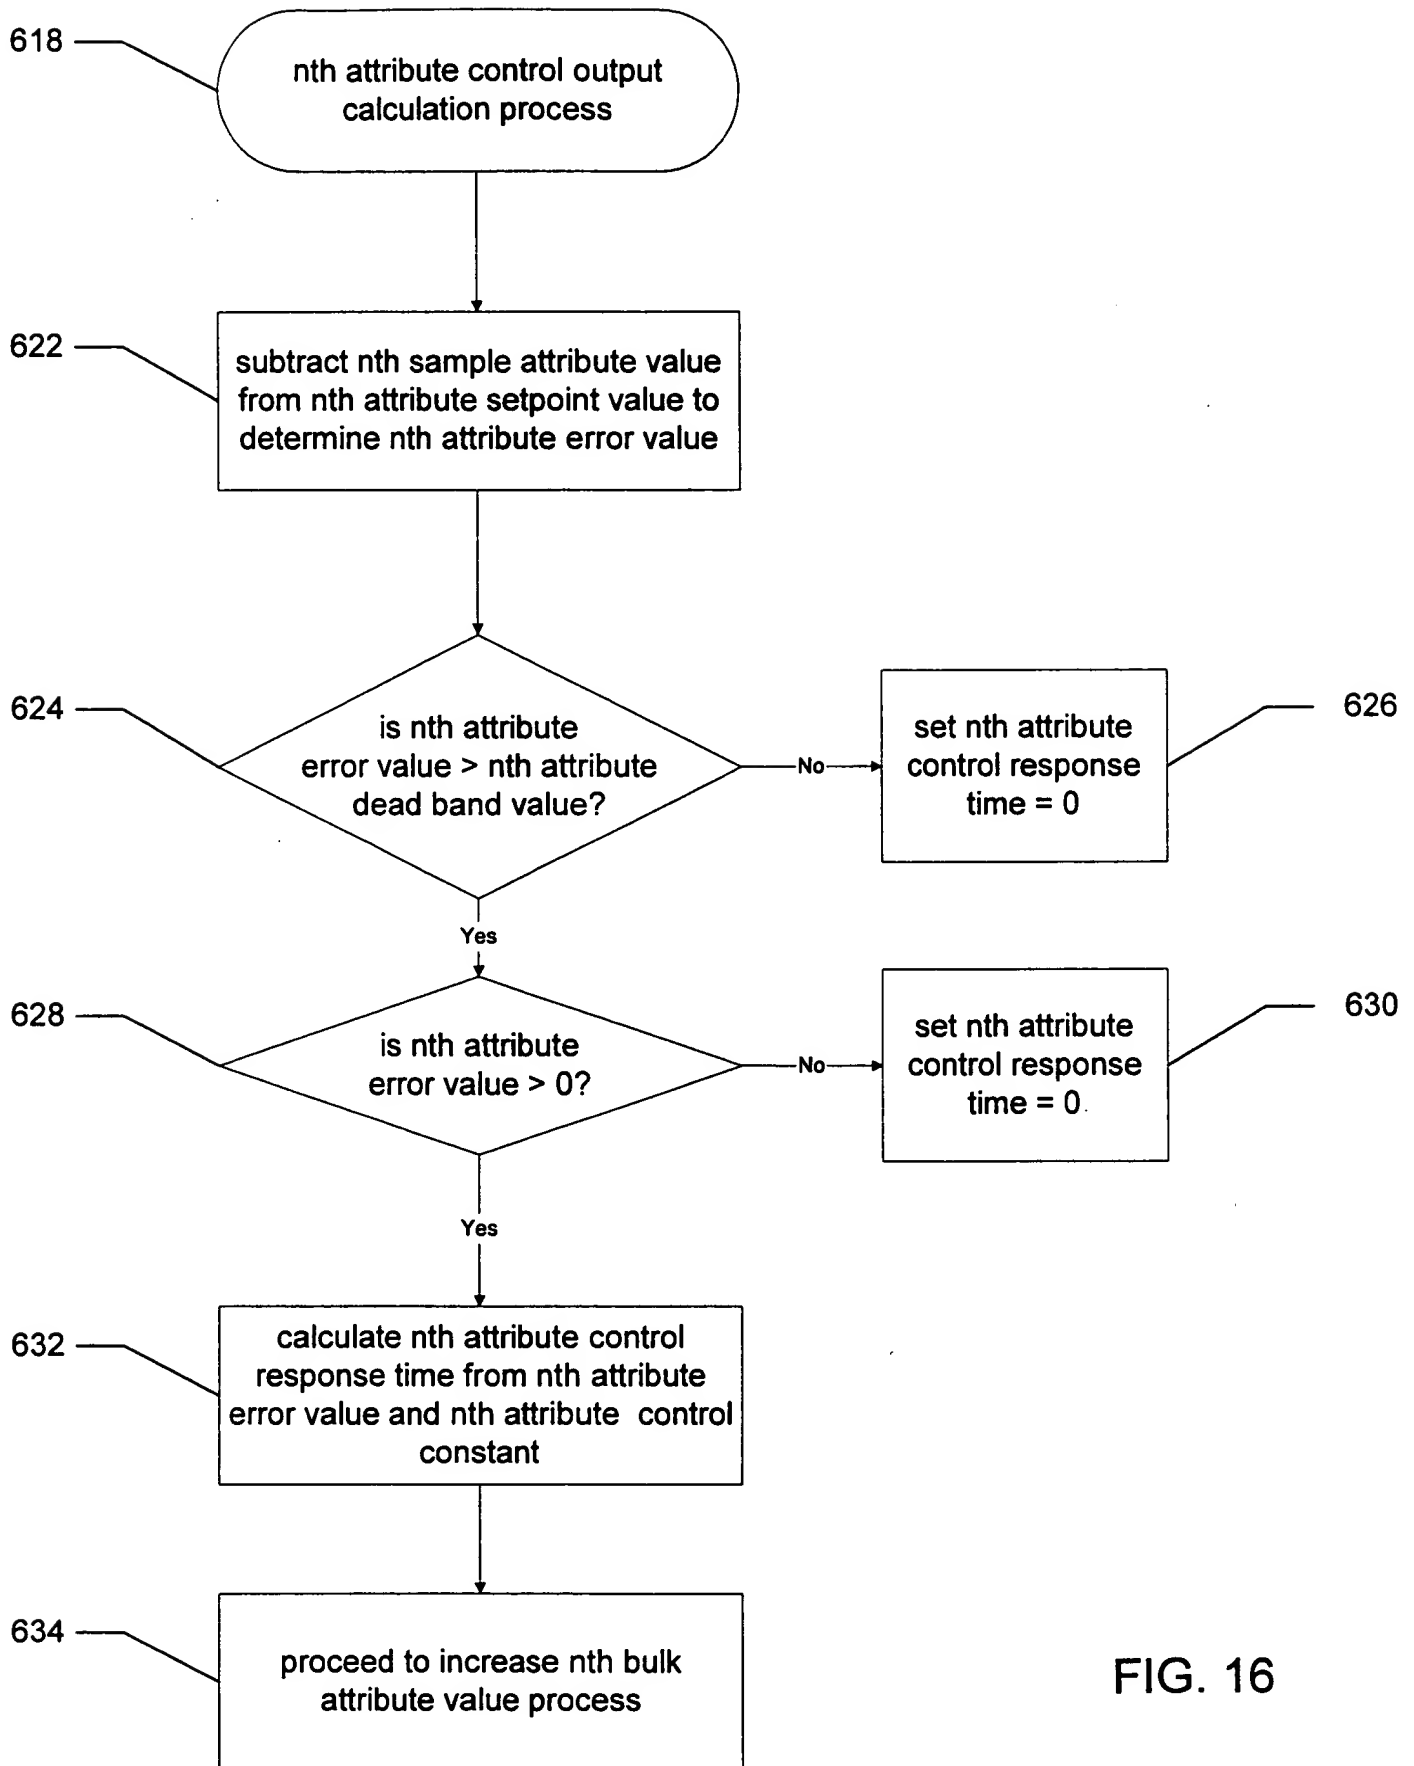 618
nth attribute control output
calculation process
622
subtract nth sample attribute value
from nth attribute setpoint value to
determine nth attribute error value
624
is nth attribute
error value > nth attribute
dead band value?
No
set nth attribute
control response
time = 0
626
Yes
628
is nth attribute
error value > 0?
No
set nth attribute
control response
time = 0
630
Yes
632
calculate nth attribute control
response time from nth attribute
error value and nth attribute control
constant
634
proceed to increase nth bulk
attribute value process
FIG. 16